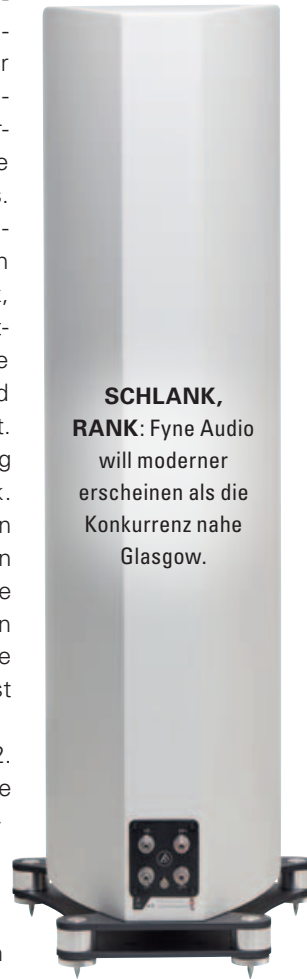 SCHLANK,
RANK: Fyne Audio
will moderner
erscheinen als die
Konkurrenz nahe
Glasgow.